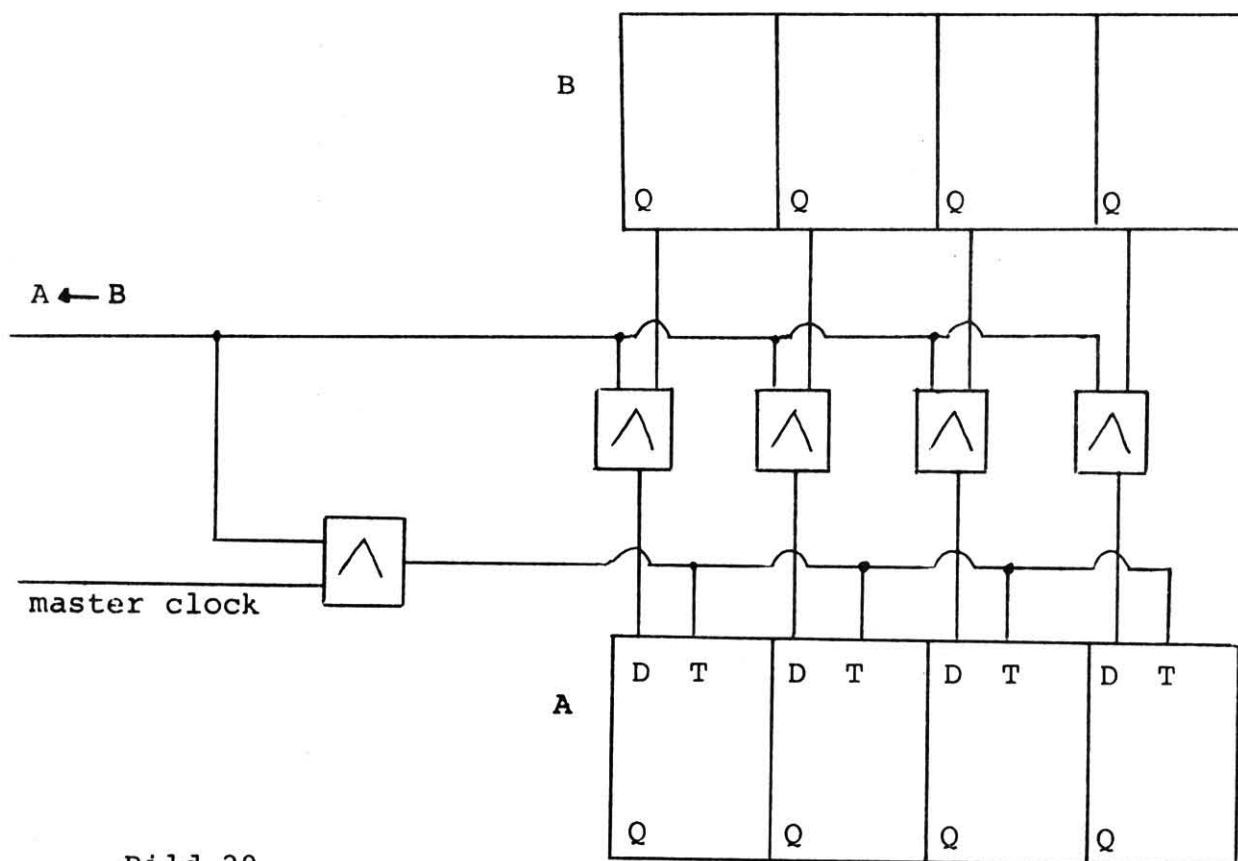 B
Q Q Q Q
A ← B
∧ ∧ ∧ ∧
∧
master clock
D T D T D T D T
A
Q Q Q Q